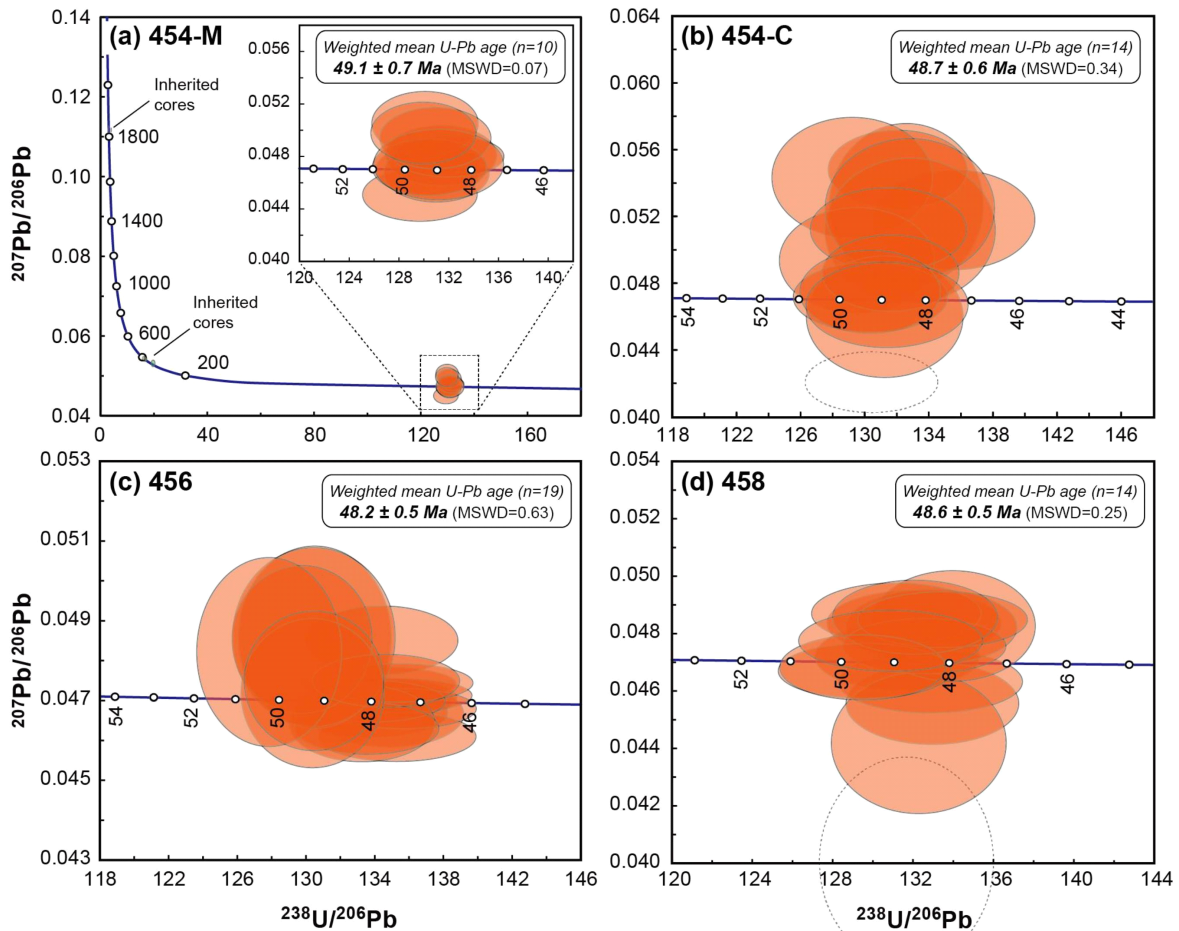 (a) 454-M
0.14
0.12
0.10
0.08
0.06
0.04
Inherited
cores
1800
1400
1000
600
200
Inherited
cores
0 40 80 120 160
²⁰⁷Pb/²⁰⁶Pb
Weighted mean U-Pb age (n=10)
49.1 ± 0.7 Ma (MSWD=0.07)
0.056
0.052
0.048
0.044
0.040
52 50 48 46
120 124 128 132 136 140
(b) 454-C
Weighted mean U-Pb age (n=14)
48.7 ± 0.6 Ma (MSWD=0.34)
0.064
0.060
0.056
0.052
0.048
0.044
0.040
54 52 50 48 46 44
118 122 126 130 134 138 142 146
(c) 456
Weighted mean U-Pb age (n=19)
48.2 ± 0.5 Ma (MSWD=0.63)
0.053
0.051
0.049
0.047
0.045
0.043
54 52 50 48 46
118 122 126 130 134 138 142 146
²⁰⁷Pb/²⁰⁶Pb
²³⁸U/²⁰⁶Pb
(d) 458
Weighted mean U-Pb age (n=14)
48.6 ± 0.5 Ma (MSWD=0.25)
0.054
0.052
0.050
0.048
0.046
0.044
0.042
0.040
52 50 48 46
120 124 128 132 136 140 144
²³⁸U/²⁰⁶Pb